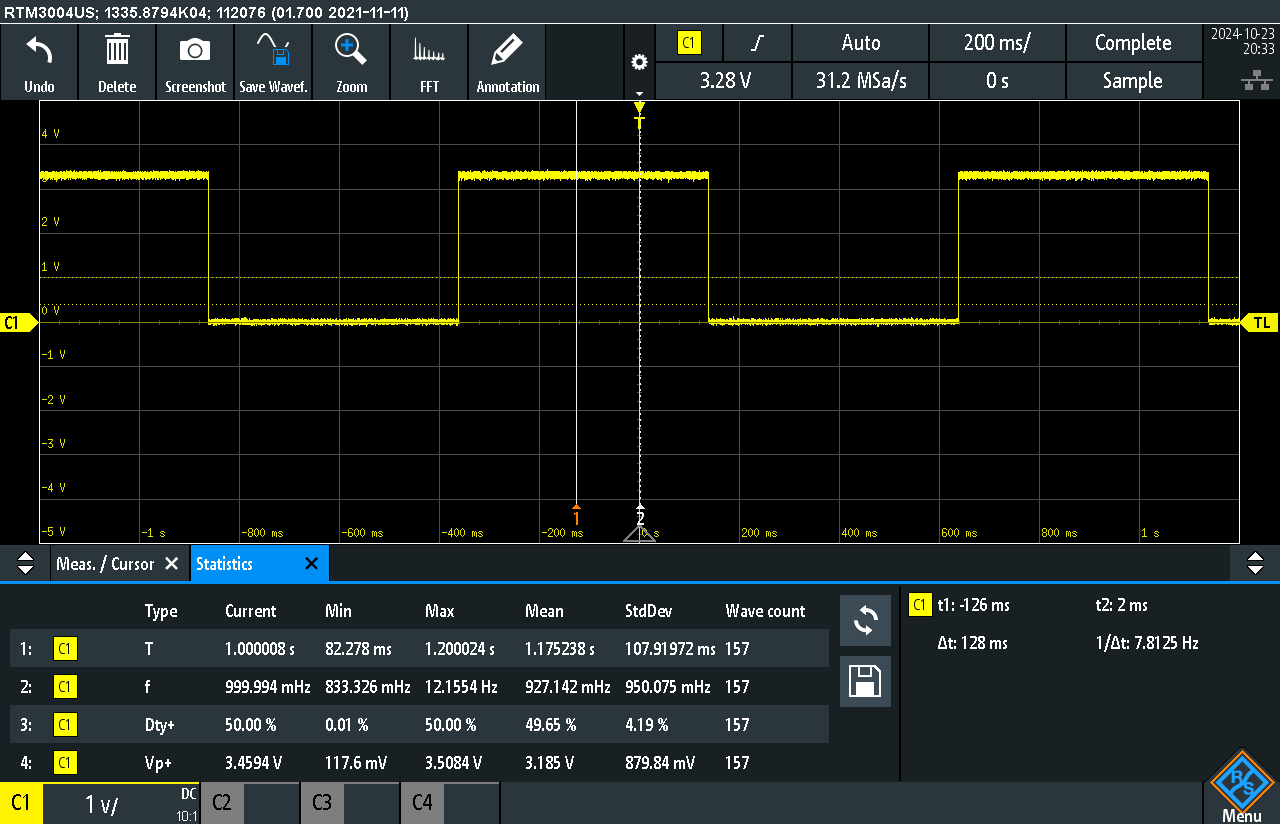 RTM3004US; 1335.8794K04; 112076 (01.700 2021-11-11)
Undo
Delete
Screenshot
Save Wavef.
Zoom
FFT
Annotation
C1
Auto
200 ms/
Complete
2024-10-23
20:33
3.28 V
31.2 MSa/s
0 s
Sample
T
4 V
2 V
1 V
0 V
C1
TL
-1 V
-2 V
-3 V
-4 V
-5 V
1
2
-1 s
-800 ms
-600 ms
-400 ms
-200 ms
0s
200 ms
400 ms
600 ms
800 ms
1 s
Meas. / Cursor
Statistics
Type Current Min Max Mean StdDev Wave count
1: C1 T 1.000008 s 82.278 ms 1.200024 s 1.175238 s 107.91972 ms 157
2: C1 f 999.994 mHz 833.326 mHz 12.1554 Hz 927.142 mHz 950.075 mHz 157
3: C1 Dty+ 50.00 % 0.01 % 50.00 % 49.65 % 4.19 % 157
4: C1 Vp+ 3.4594 V 117.6 mV 3.5084 V 3.185 V 879.84 mV 157
C1 t1: -126 ms t2: 2 ms
Δt: 128 ms 1/Δt: 7.8125 Hz
C1
1 V/
DC
10:1
C2
C3
C4
R
S
Menu